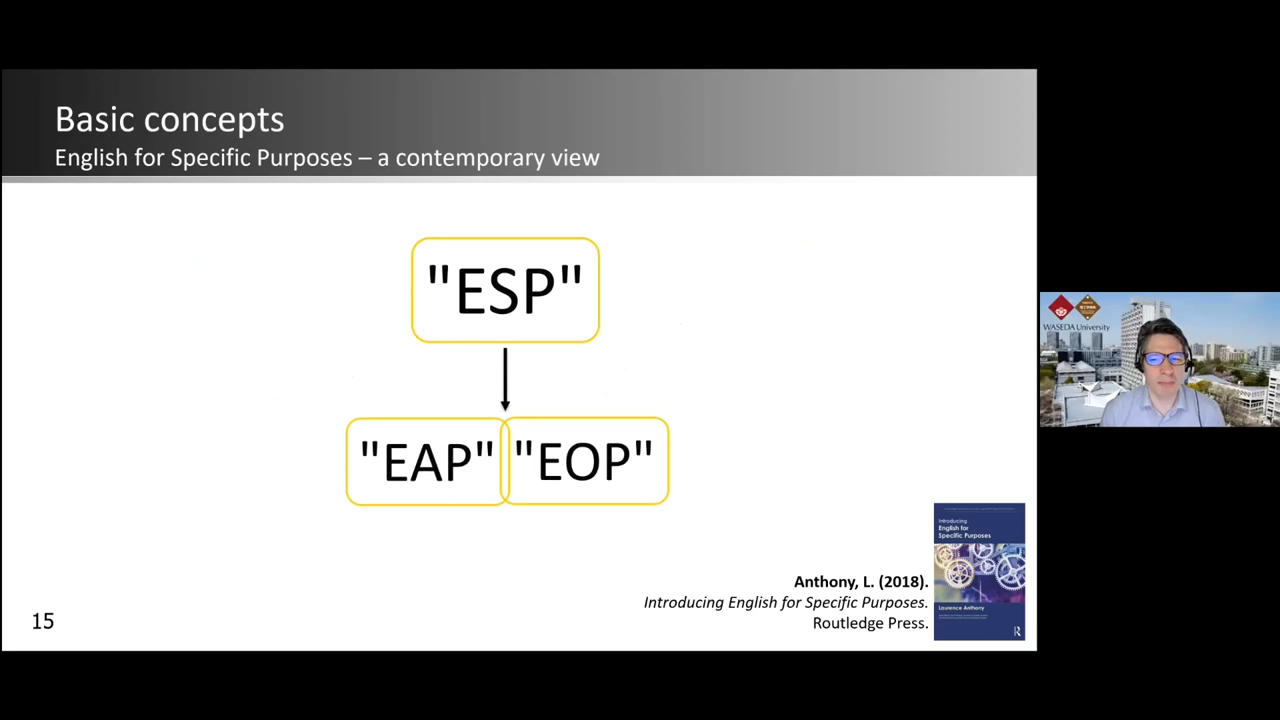 Basic concepts
English for Specific Purposes – a contemporary view
"ESP"
"EAP" "EOP"
Anthony, L. (2018).
Introducing English for Specific Purposes.
Routledge Press.
15
Introducing
English for
Specific Purposes
Laurence Anthony
R
WASEDA University